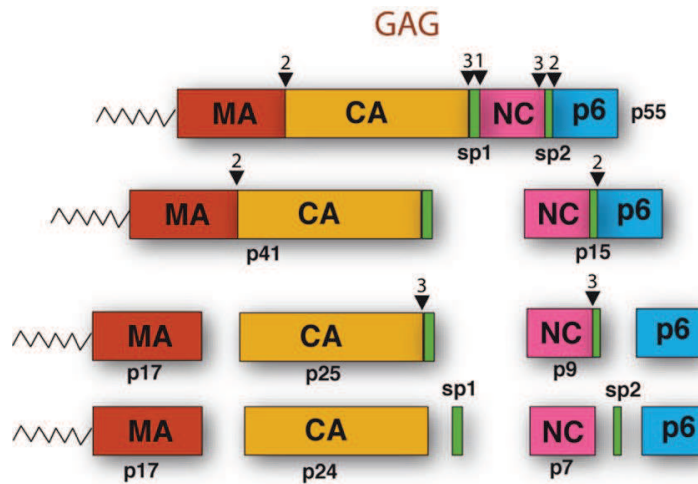 GAG
2 3 1 3 2
MA CA NC p6 p55
sp1 sp2
2 2
MA CA NC p6
p41 p15
3 3
MA CA NC p6
p17 p25 p9
sp1 sp2
MA CA NC p6
p17 p24 p7